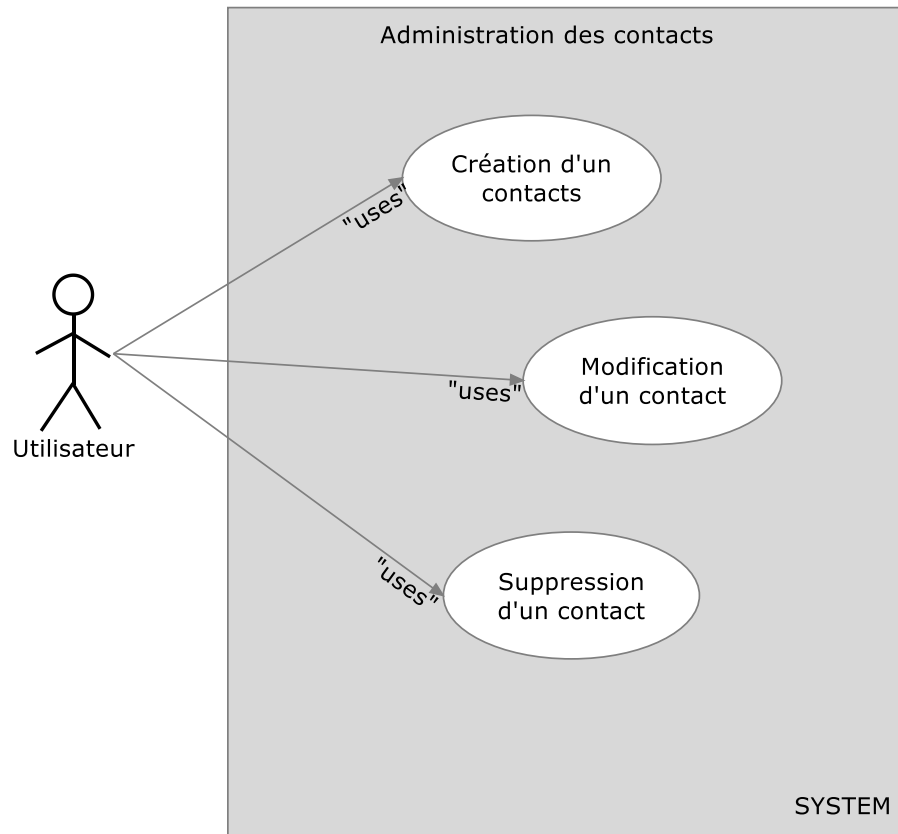 Administration des contacts
Création d'un
contacts
"uses"
Modification
d'un contact
"uses"
Utilisateur
"uses"
Suppression
d'un contact
SYSTEM